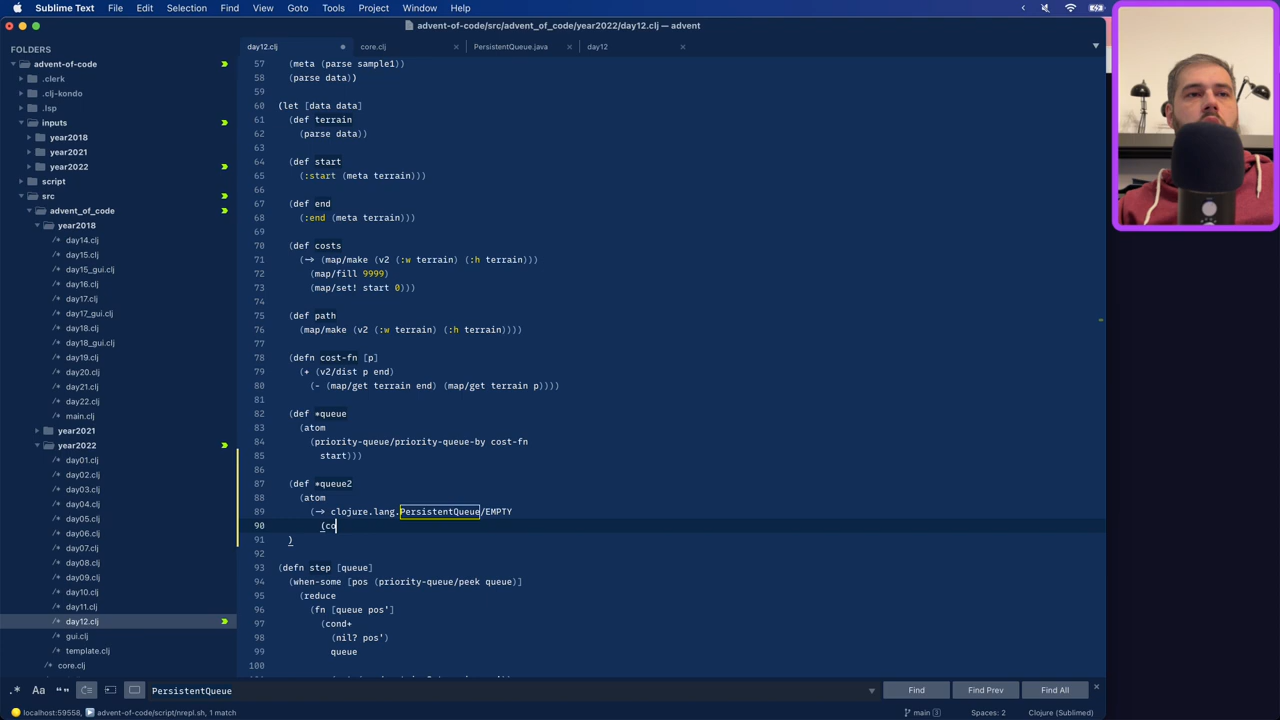 Sublime Text File Edit Selection Find View Goto Tools Project Window Help
advent-of-code/src/advent_of_code/year2022/day12.clj — advent
FOLDERS
advent-of-code
.clerk
.clj-kondo
.lsp
inputs
year2018
year2021
year2022
script
src
advent_of_code
year2018
day14.clj
day15.clj
day15_gui.clj
day16.clj
day17.clj
day17_gui.clj
day18.clj
day18_gui.clj
day19.clj
day20.clj
day21.clj
day22.clj
main.clj
year2021
year2022
day01.clj
day02.clj
day03.clj
day04.clj
day05.clj
day06.clj
day07.clj
day08.clj
day09.clj
day10.clj
day11.clj
day12.clj
gui.clj
template.clj
core.clj
day12.clj core.clj PersistentQueue.java day12
57 (meta (parse sample1))
58 (parse data))
59
60 (let [data data]
61 (def terrain
62 (parse data))
63
64 (def start
65 (:start (meta terrain)))
66
67 (def end
68 (:end (meta terrain)))
69
70 (def costs
71 (-> (map/make (v2 (:w terrain) (:h terrain)))
72 (map/fill 9999)
73 (map/set! start 0)))
74
75 (def path
76 (map/make (v2 (:w terrain) (:h terrain))))
77
78 (defn cost-fn [p]
79 (+ (v2/dist p end)
80 (- (map/get terrain end) (map/get terrain p))))
81
82 (def *queue
83 (atom
84 (priority-queue/priority-queue-by cost-fn
85 start)))
86
87 (def *queue2
88 (atom
89 (-> clojure.lang.PersistentQueue/EMPTY
90 (co
91 )
92
93 (defn step [queue]
94 (when-some [pos (priority-queue/peek queue)]
95 (reduce
96 (fn [queue pos']
97 (cond+
98 (nil? pos')
99 queue
100
.* Aa “” PersistentQueue Find Find Prev Find All
localhost:59558, advent-of-code/script/nrepl.sh, 1 match main 3 Spaces: 2 Clojure (Sublimed)